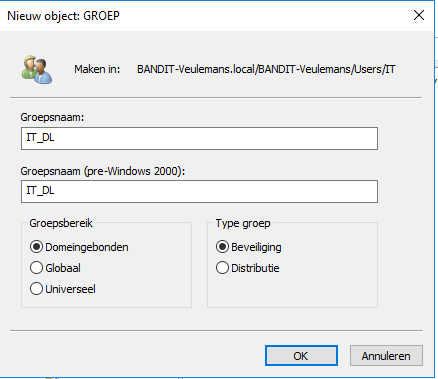 Nieuw object: GROEP
Maken in: BANDIT-Veulemans.local/BANDIT-Veulemans/Users/IT
Groepsnaam:
IT_DL
Groepsnaam (pre-Windows 2000):
IT_DL
Groepsbereik
Domeingebonden
Globaal
Universeel
Type groep
Beveiliging
Distributie
OK
Annuleren